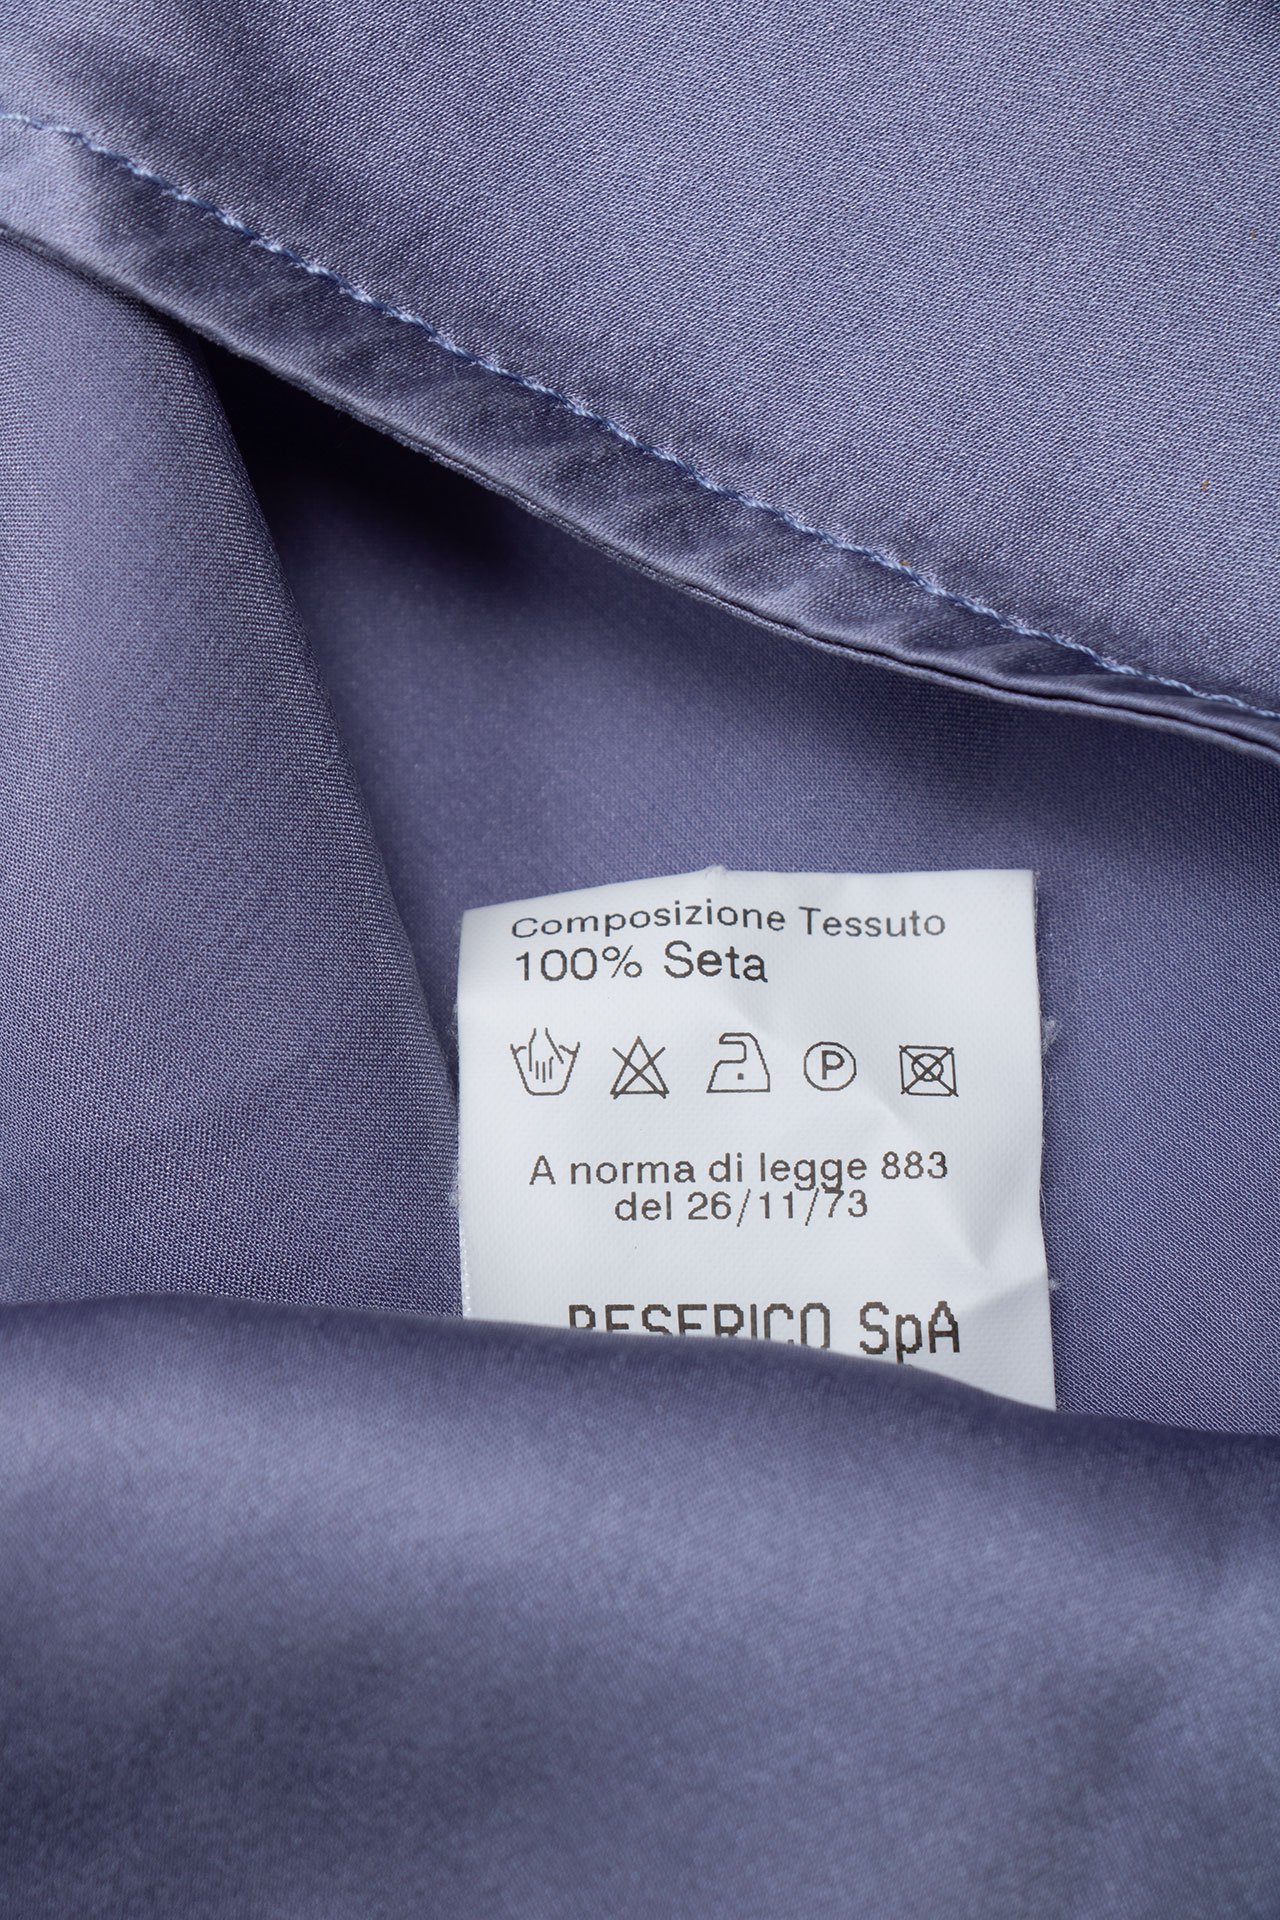 Composizione Tessuto
100% Seta
P
A norma di legge 883
del 26/11/73
SpA